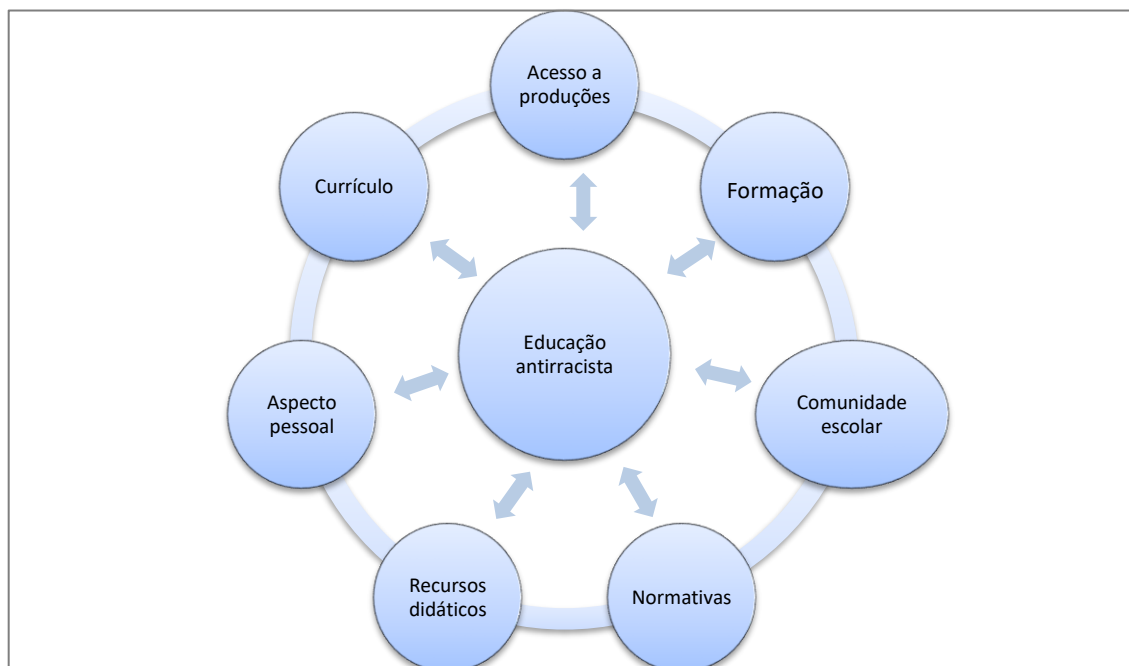 Acesso a
produções
Formação
Currículo
Educação
antirracista
Aspecto
pessoal
Comunidade
escolar
Recursos
didáticos
Normativas